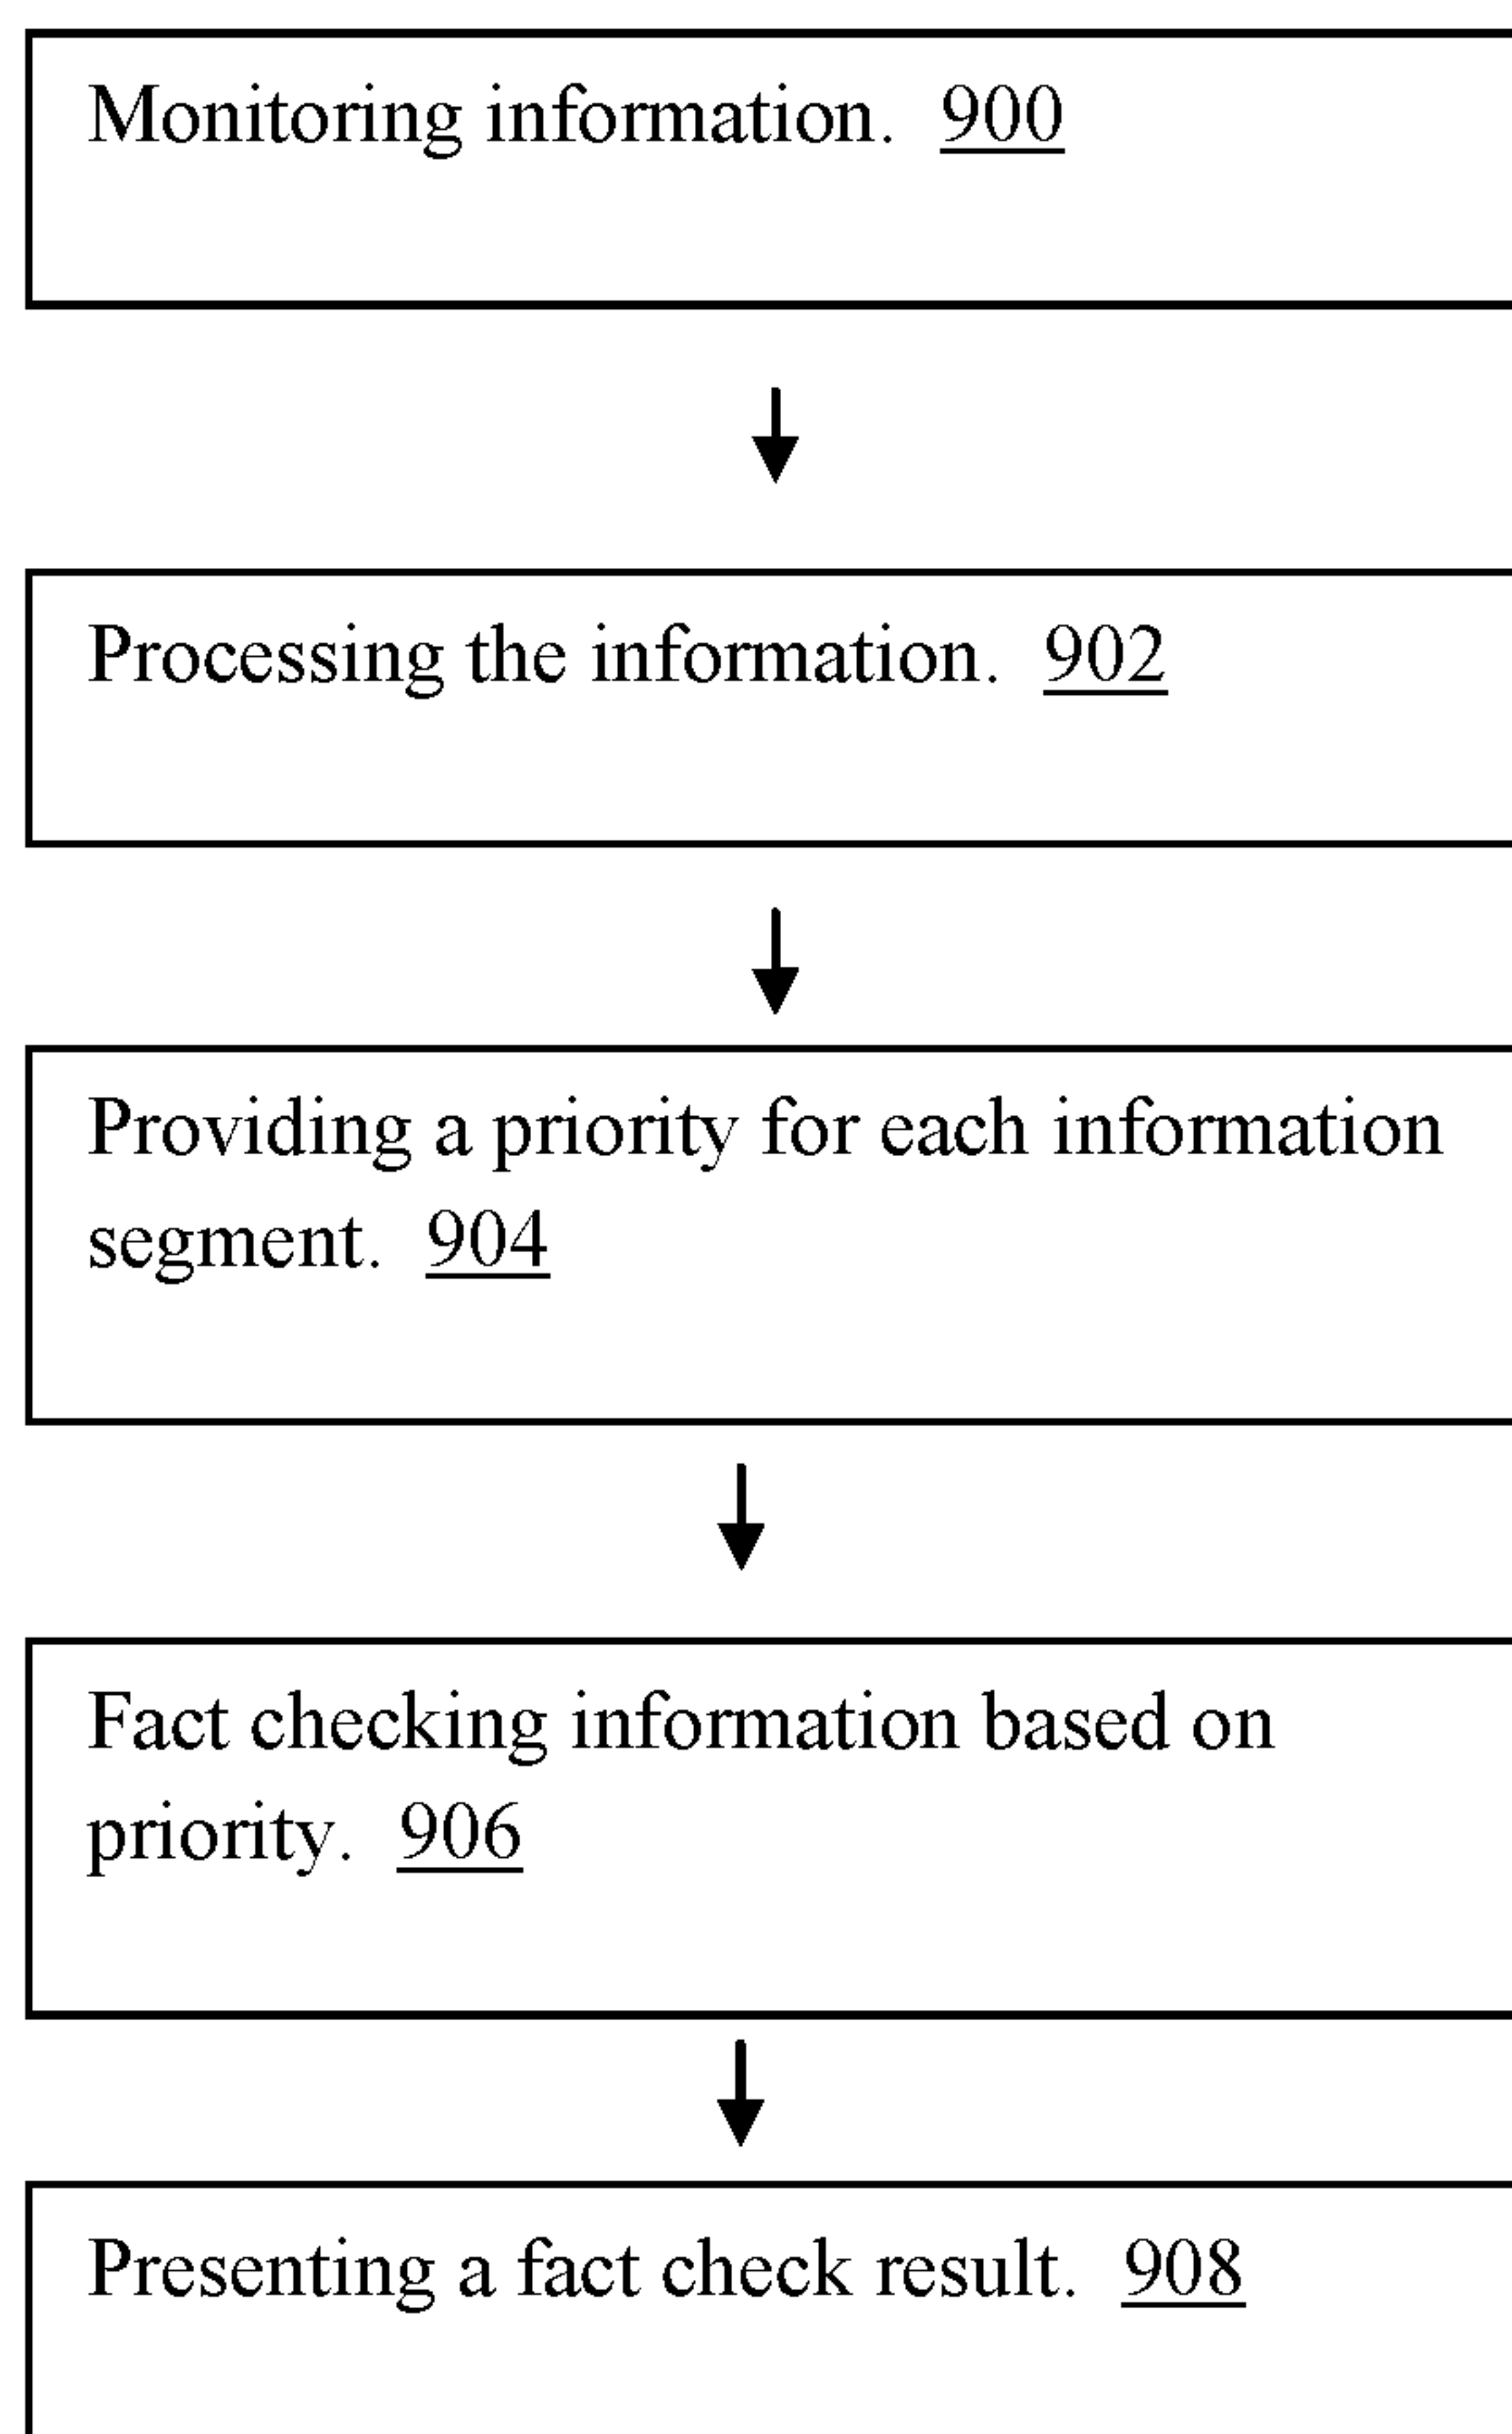 Monitoring information. 900
Processing the information. 902
Providing a priority for each information
segment. 904
Fact checking information based on
priority. 906
Presenting a fact check result. 908